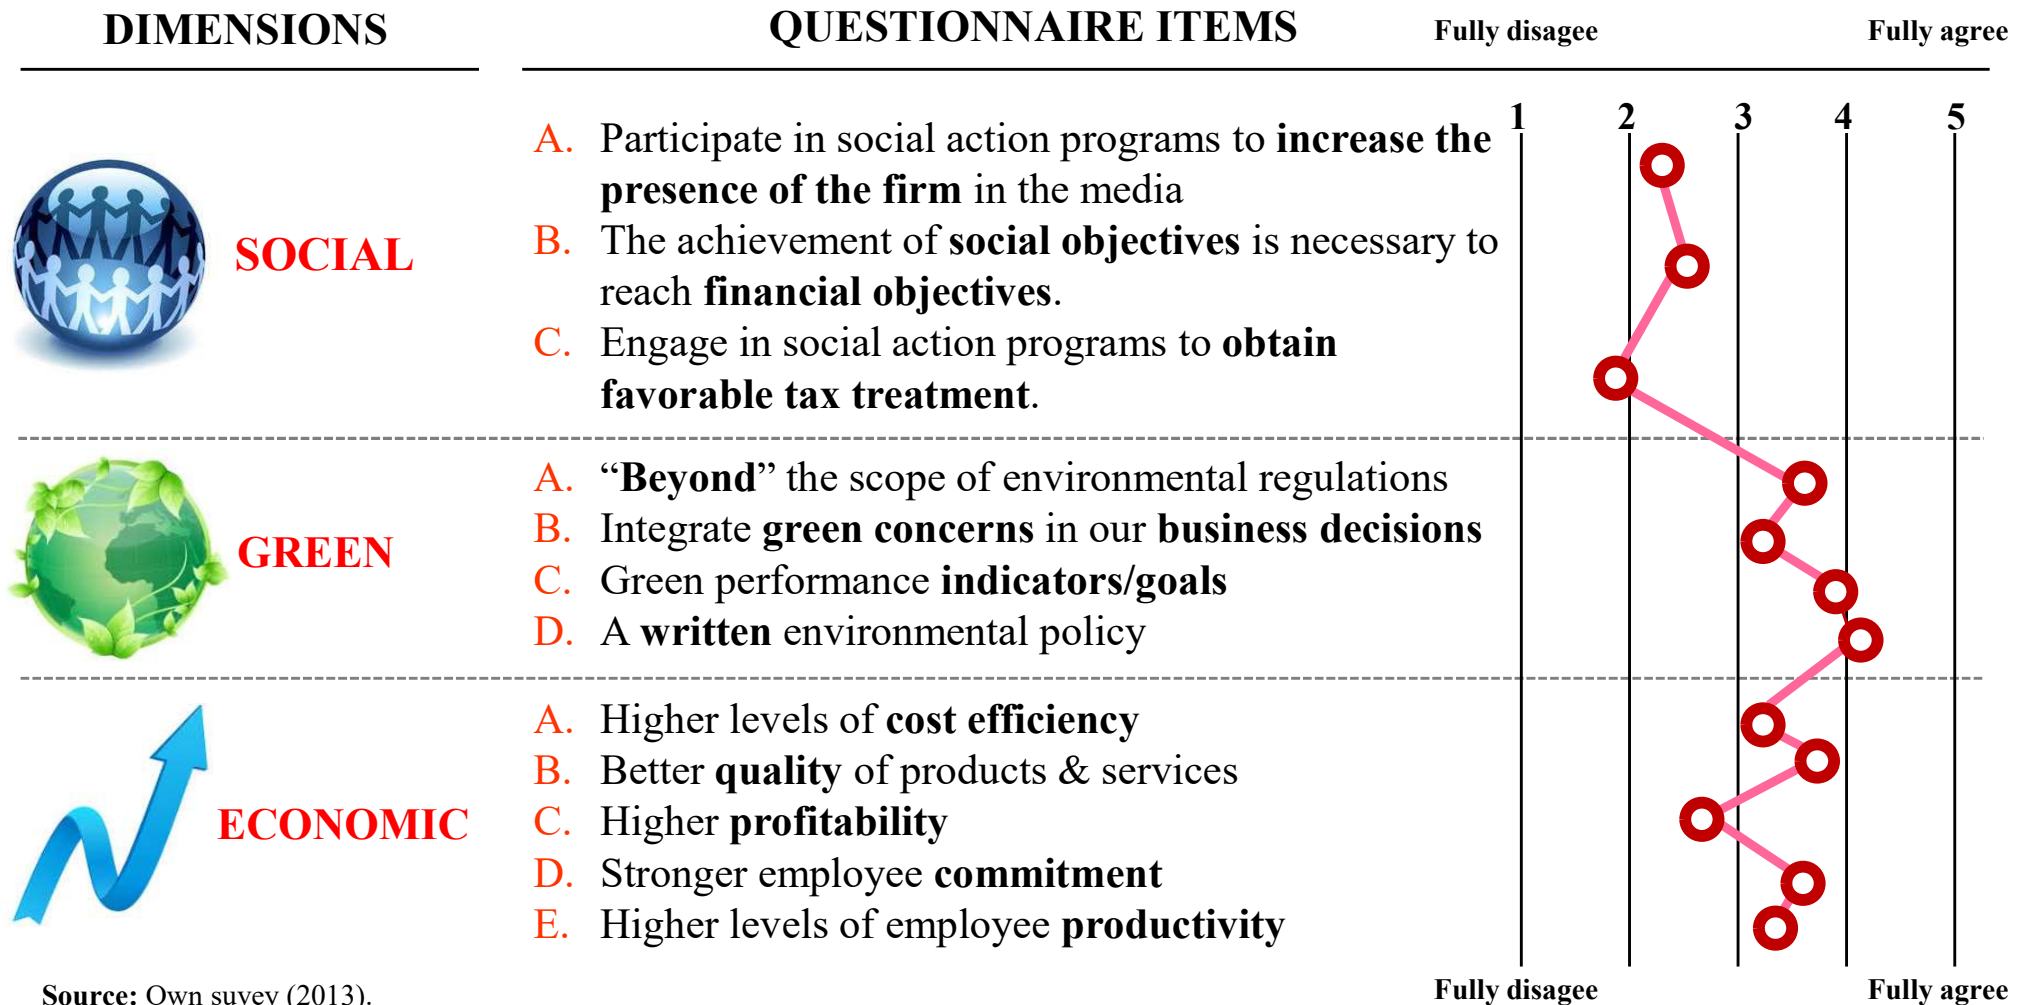 DIMENSIONS
QUESTIONNAIRE ITEMS
Fully disagee
Fully agree
1 2 3 4 5
SOCIAL
A. Participate in social action programs to increase the
presence of the firm in the media
B. The achievement of social objectives is necessary to
reach financial objectives.
C. Engage in social action programs to obtain
favorable tax treatment.
GREEN
A. “Beyond” the scope of environmental regulations
B. Integrate green concerns in our business decisions
C. Green performance indicators/goals
D. A written environmental policy
ECONOMIC
A. Higher levels of cost efficiency
B. Better quality of products & services
C. Higher profitability
D. Stronger employee commitment
E. Higher levels of employee productivity
Fully disagee
Fully agree
Source: Own suvey (2013).